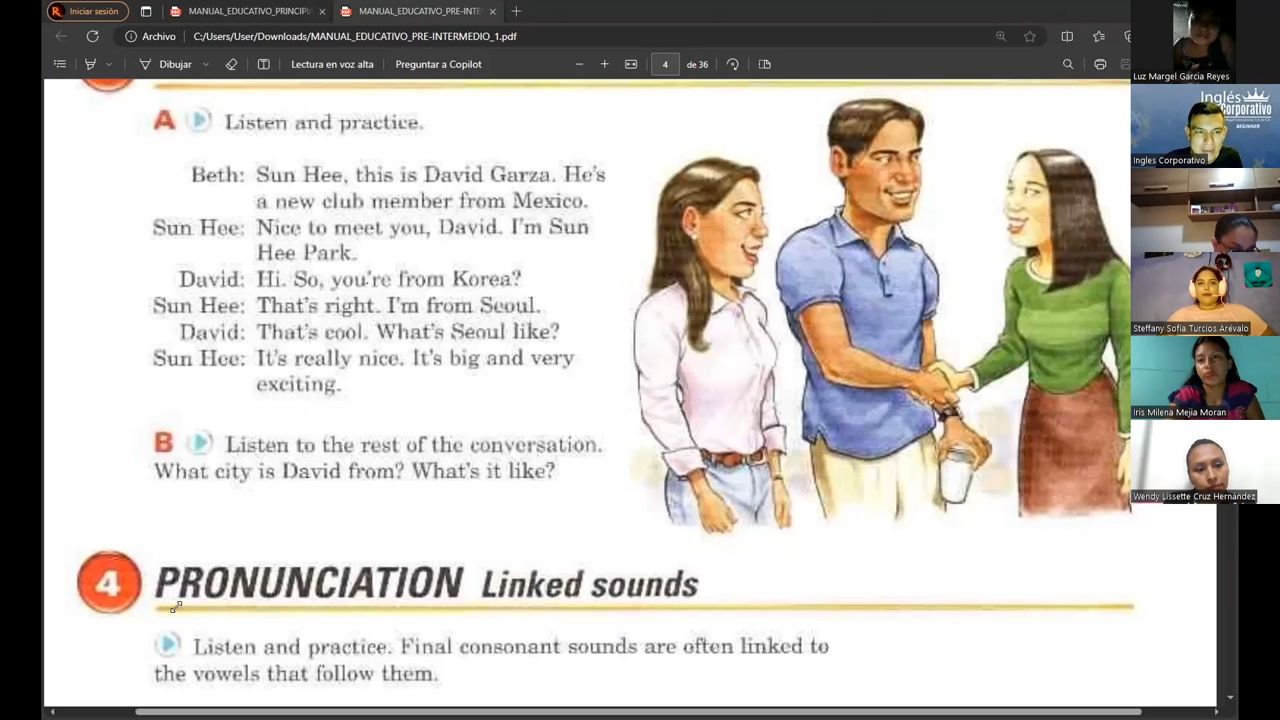 Iniciar sesión
MANUAL_EDUCATIVO_PRINCIPI
MANUAL_EDUCATIVO_PRE-INTE
Archivo
C:/Users/User/Downloads/MANUAL_EDUCATIVO_PRE-INTERMEDIO_1.pdf
Dibujar
Lectura en voz alta
Preguntar a Copilot
4
de 36
A Listen and practice.
Beth: Sun Hee, this is David Garza. He's
a new club member from Mexico.
Sun Hee: Nice to meet you, David. I'm Sun
Hee Park.
David: Hi. So, you're from Korea?
Sun Hee: That's right. I'm from Seoul.
David: That's cool. What's Seoul like?
Sun Hee: It's really nice. It's big and very
exciting.
B Listen to the rest of the conversation.
What city is David from? What's it like?
4 PRONUNCIATION Linked sounds
Listen and practice. Final consonant sounds are often linked to
the vowels that follow them.
Luz Margel Garcia Reyes
Inglés
Corporativo
BEGINNER
Ingles Corporativo
Steffany Sofia Turcios Arévalo
Iris Milena Mejia Moran
Wendy Lissette Cruz Hernández